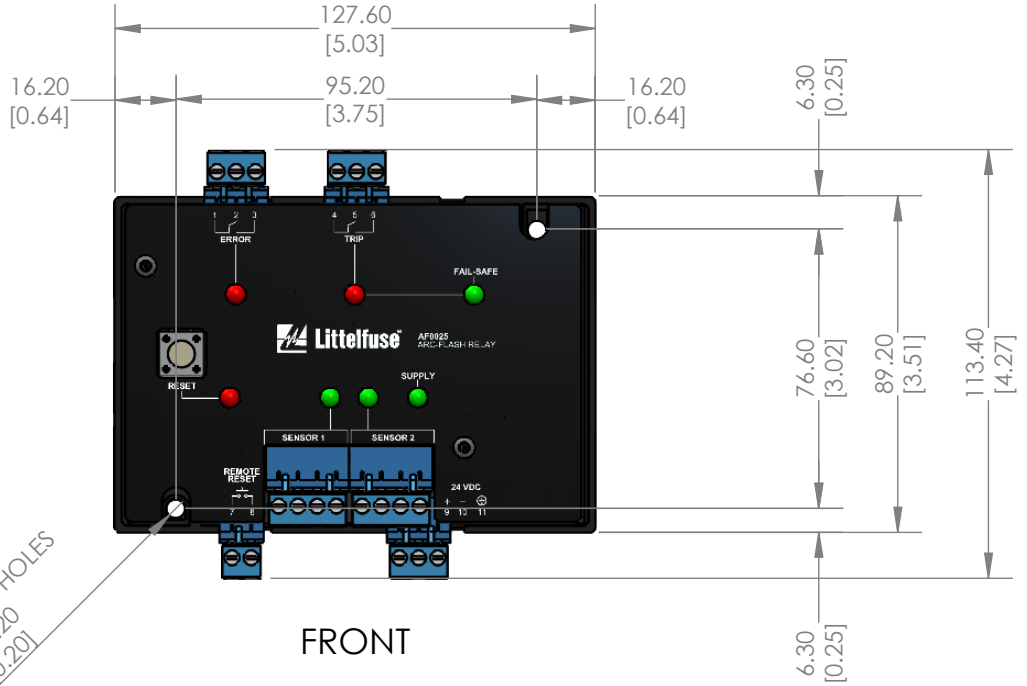 127.60
[5.03]
16.20
[0.64]
95.20
[3.75]
16.20
[0.64]
6.30
[0.25]
1 2 3
ERROR
4 5 6
TRIP
FAIL-SAFE
Littelfuse
AF0025
ARC-FLASH RELAY
RESET
SUPPLY
SENSOR 1
SENSOR 2
REMOTE
RESET
7 8
24 VDC
+ −
9 10 11
76.60
[3.02]
89.20
[3.51]
113.40
[4.27]
6.30
[0.25]
HOLES
FRONT